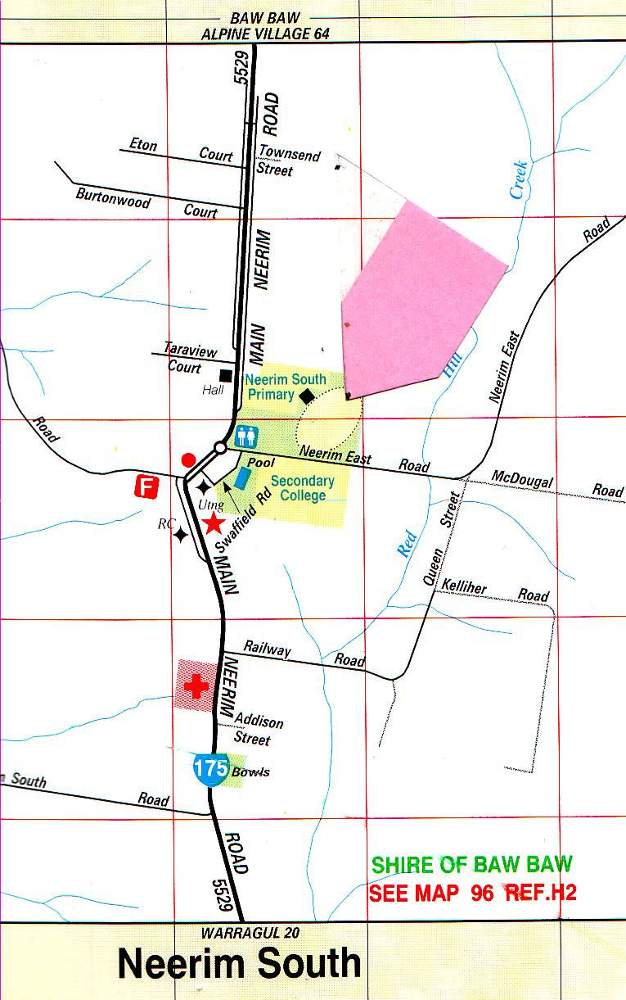 BAW BAW
ALPINE VILLAGE 64
5529
ROAD
Eton Court
Townsend
Street
Burtonwood Court
Creek
Road
NEERIM
MAIN
Taraview
Court
Hall
Neerim South
Primary
Hill
Neerim East
Road
Neerim East Road
Pool
McDougal Road
F
Secondary
College
Utng
Swaffield Rd
RC
Red
Queen Street
MAIN
Kelliher Road
Railway Road
NEERIM
Addison
Street
175
Bowls
South
Road
ROAD
5529
SHIRE OF BAW BAW
SEE MAP 96 REF.H2
WARRAGUL 20
Neerim South